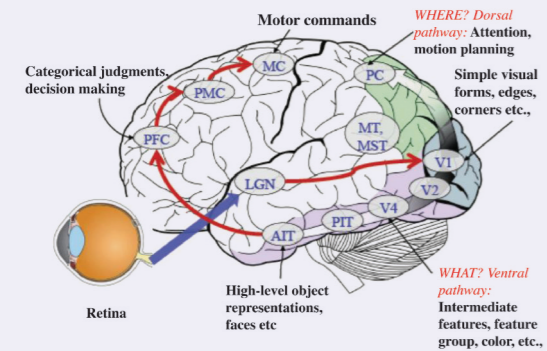 Motor commands
WHERE? Dorsal
pathway: Attention,
motion planning
Categorical judgments,
decision making
Simple visual
forms, edges,
corners etc.,
MC
PC
PMC
PFC
MT,
MST
V1
LGN
V2
V4
PIT
AIT
Retina
High-level object
representations,
faces etc
WHAT? Ventral
pathway:
Intermediate
features, feature
group, color, etc.,